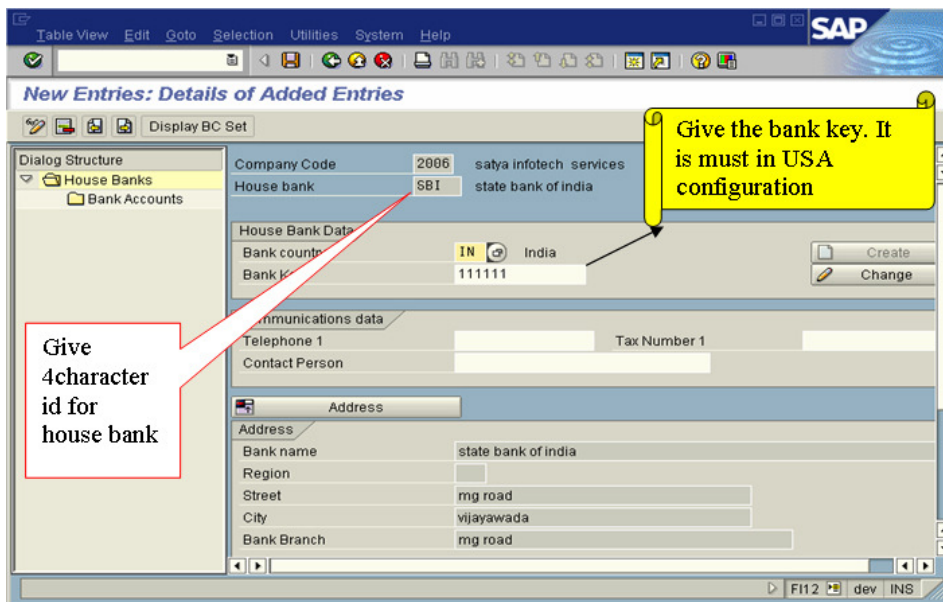 Table View Edit Goto Selection Utilities System Help
SAP
New Entries: Details of Added Entries
Display BC Set
Give the bank key. It
is must in USA
configuration
Dialog Structure
House Banks
Bank Accounts
Company Code 2006 satya infotech services
House bank SBI state bank of india
House Bank Data
Bank country IN India
Create
Bank K 111111
Change
mmunications data
Telephone 1 Tax Number 1
Contact Person
Give
4character
id for
house bank
Address
Address
Bank name state bank of india
Region
Street mg road
City vijayawada
Bank Branch mg road
FI12 dev INS